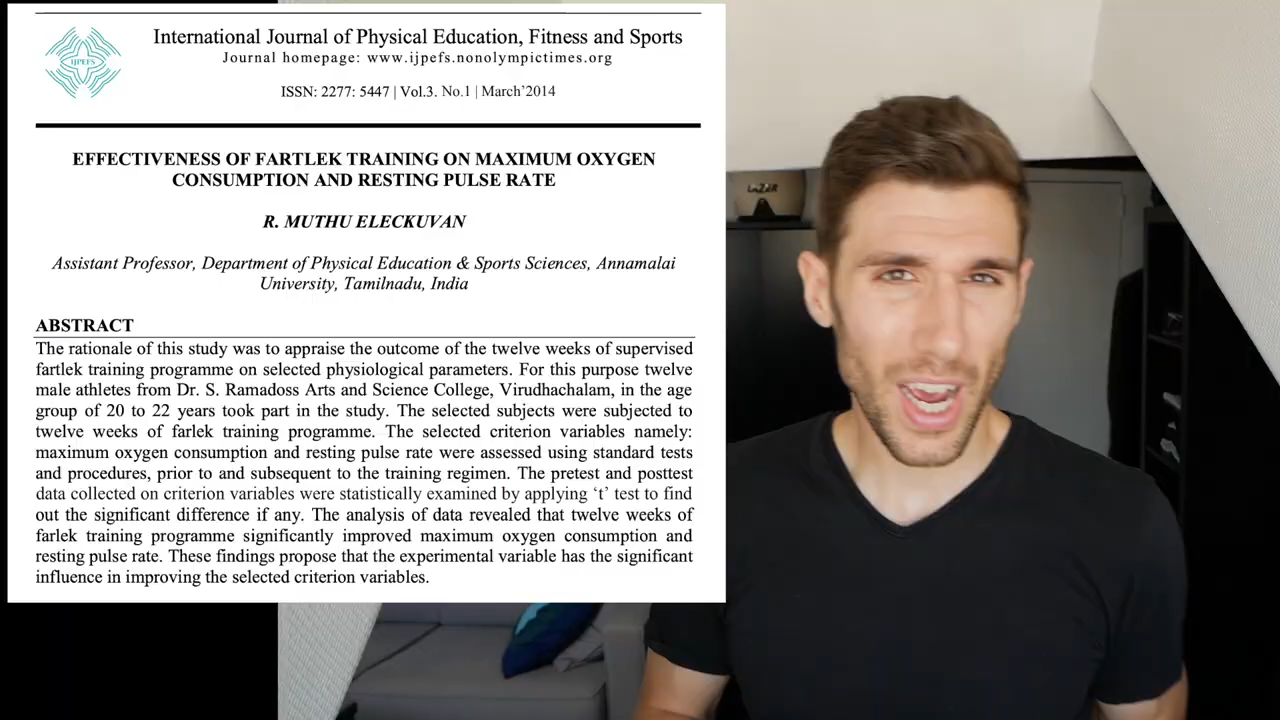 IJPEFS
International Journal of Physical Education, Fitness and Sports
Journal homepage: www.ijpefs.nonolympictimes.org
ISSN: 2277: 5447 | Vol.3. No.1 | March’2014
EFFECTIVENESS OF FARTLEK TRAINING ON MAXIMUM OXYGEN
CONSUMPTION AND RESTING PULSE RATE
R. MUTHU ELECKUVAN
Assistant Professor, Department of Physical Education & Sports Sciences, Annamalai
University, Tamilnadu, India
ABSTRACT
The rationale of this study was to appraise the outcome of the twelve weeks of supervised
fartlek training programme on selected physiological parameters. For this purpose twelve
male athletes from Dr. S. Ramadoss Arts and Science College, Virudhachalam, in the age
group of 20 to 22 years took part in the study. The selected subjects were subjected to
twelve weeks of farlek training programme. The selected criterion variables namely:
maximum oxygen consumption and resting pulse rate were assessed using standard tests
and procedures, prior to and subsequent to the training regimen. The pretest and posttest
data collected on criterion variables were statistically examined by applying ‘t’ test to find
out the significant difference if any. The analysis of data revealed that twelve weeks of
farlek training programme significantly improved maximum oxygen consumption and
resting pulse rate. These findings propose that the experimental variable has the significant
influence in improving the selected criterion variables.
LAZER